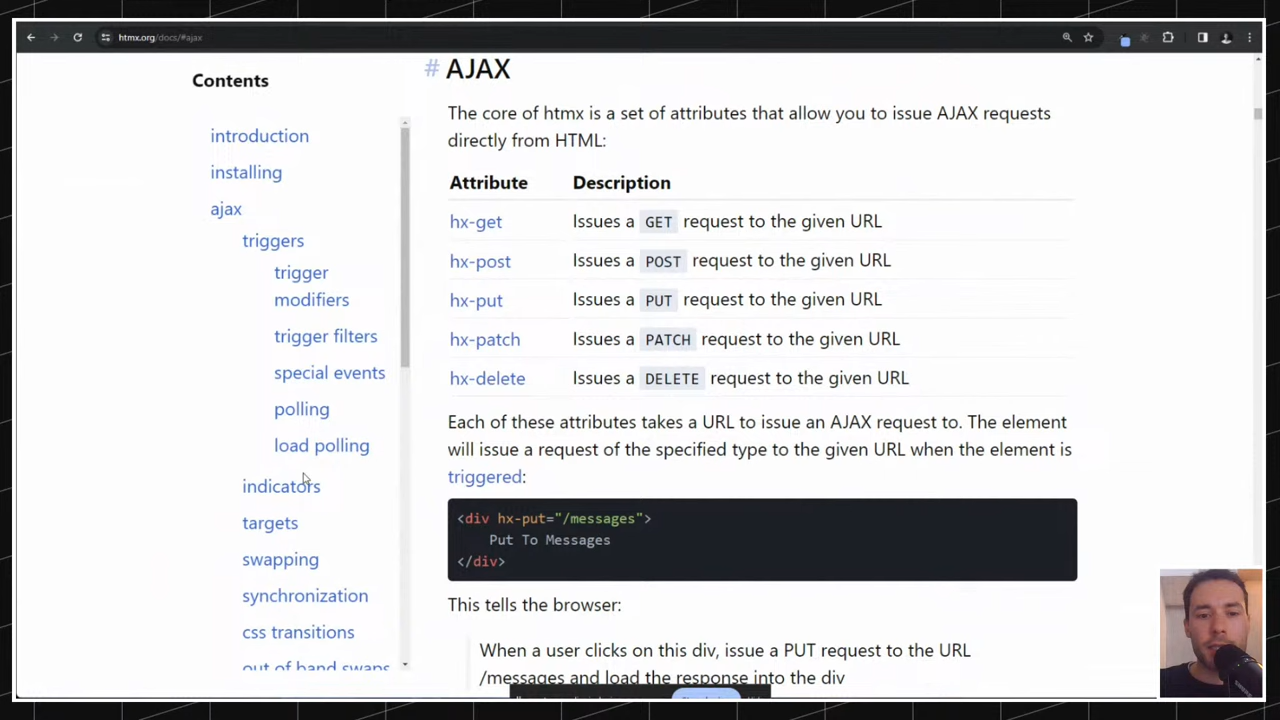 htmx.org/docs/#ajax
Contents
introduction
installing
ajax
triggers
trigger
modifiers
trigger filters
special events
polling
load polling
indicators
targets
swapping
synchronization
css transitions
out of band swaps
# AJAX
The core of htmx is a set of attributes that allow you to issue AJAX requests
directly from HTML:
Attribute Description
hx-get Issues a GET request to the given URL
hx-post Issues a POST request to the given URL
hx-put Issues a PUT request to the given URL
hx-patch Issues a PATCH request to the given URL
hx-delete Issues a DELETE request to the given URL
Each of these attributes takes a URL to issue an AJAX request to. The element
will issue a request of the specified type to the given URL when the element is
triggered:
<div hx-put="/messages">
Put To Messages
</div>
This tells the browser:
When a user clicks on this div, issue a PUT request to the URL
/messages and load the response into the div